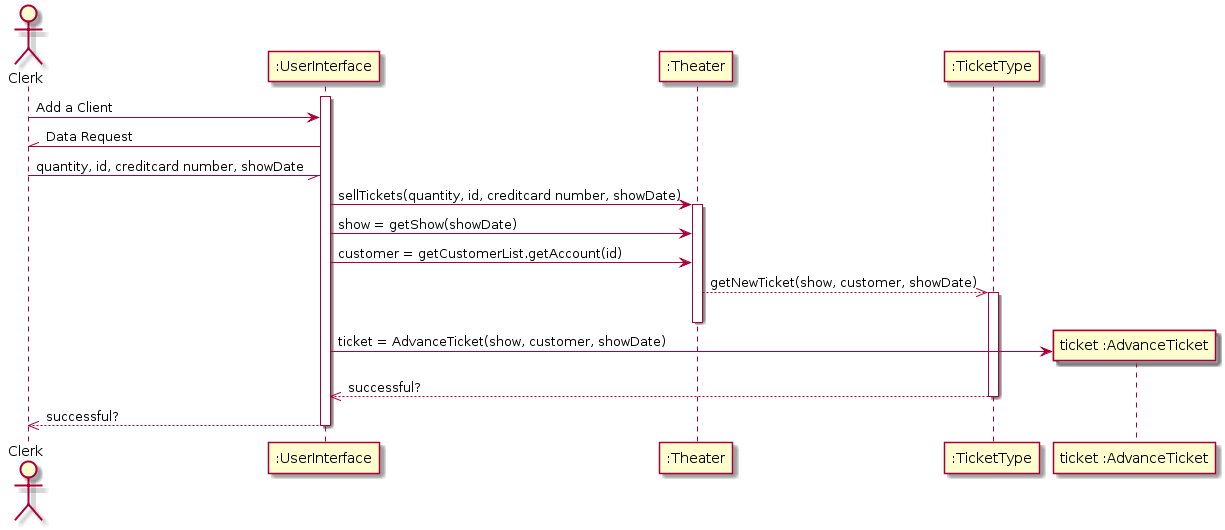 Clerk
:UserInterface
:Theater
:TicketType
Add a Client
Data Request
quantity, id, creditcard number, showDate
sellTickets(quantity, id, creditcard number, showDate)
show = getShow(showDate)
customer = getCustomerList.getAccount(id)
getNewTicket(show, customer, showDate)
ticket = AdvanceTicket(show, customer, showDate)
ticket :AdvanceTicket
successful?
successful?
Clerk
:UserInterface
:Theater
:TicketType
ticket :AdvanceTicket